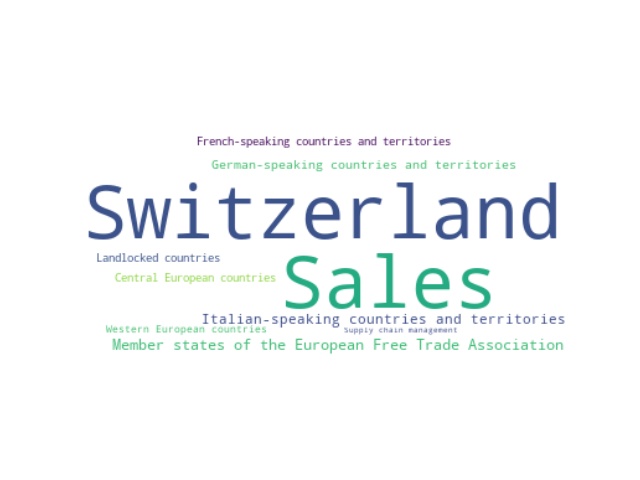 French-speaking countries and territories
German-speaking countries and territories
Switzerland
Landlocked countries
Sales
Central European countries
Italian-speaking countries and territories
Western European countries
Supply chain management
Member states of the European Free Trade Association